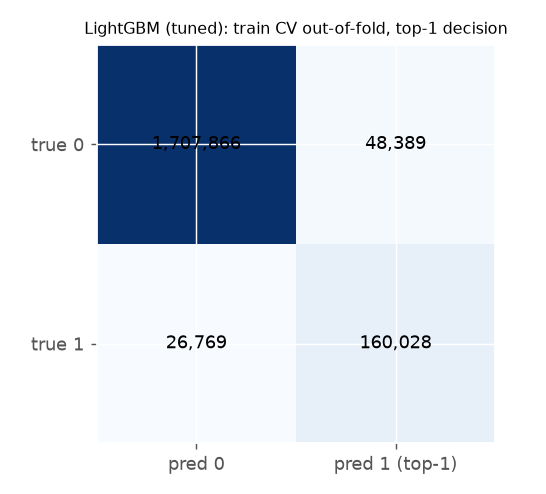 LightGBM (tuned): train CV out-of-fold, top-1 decision
true 0
1,707,866
48,389
true 1
26,769
160,028
pred 0
pred 1 (top-1)